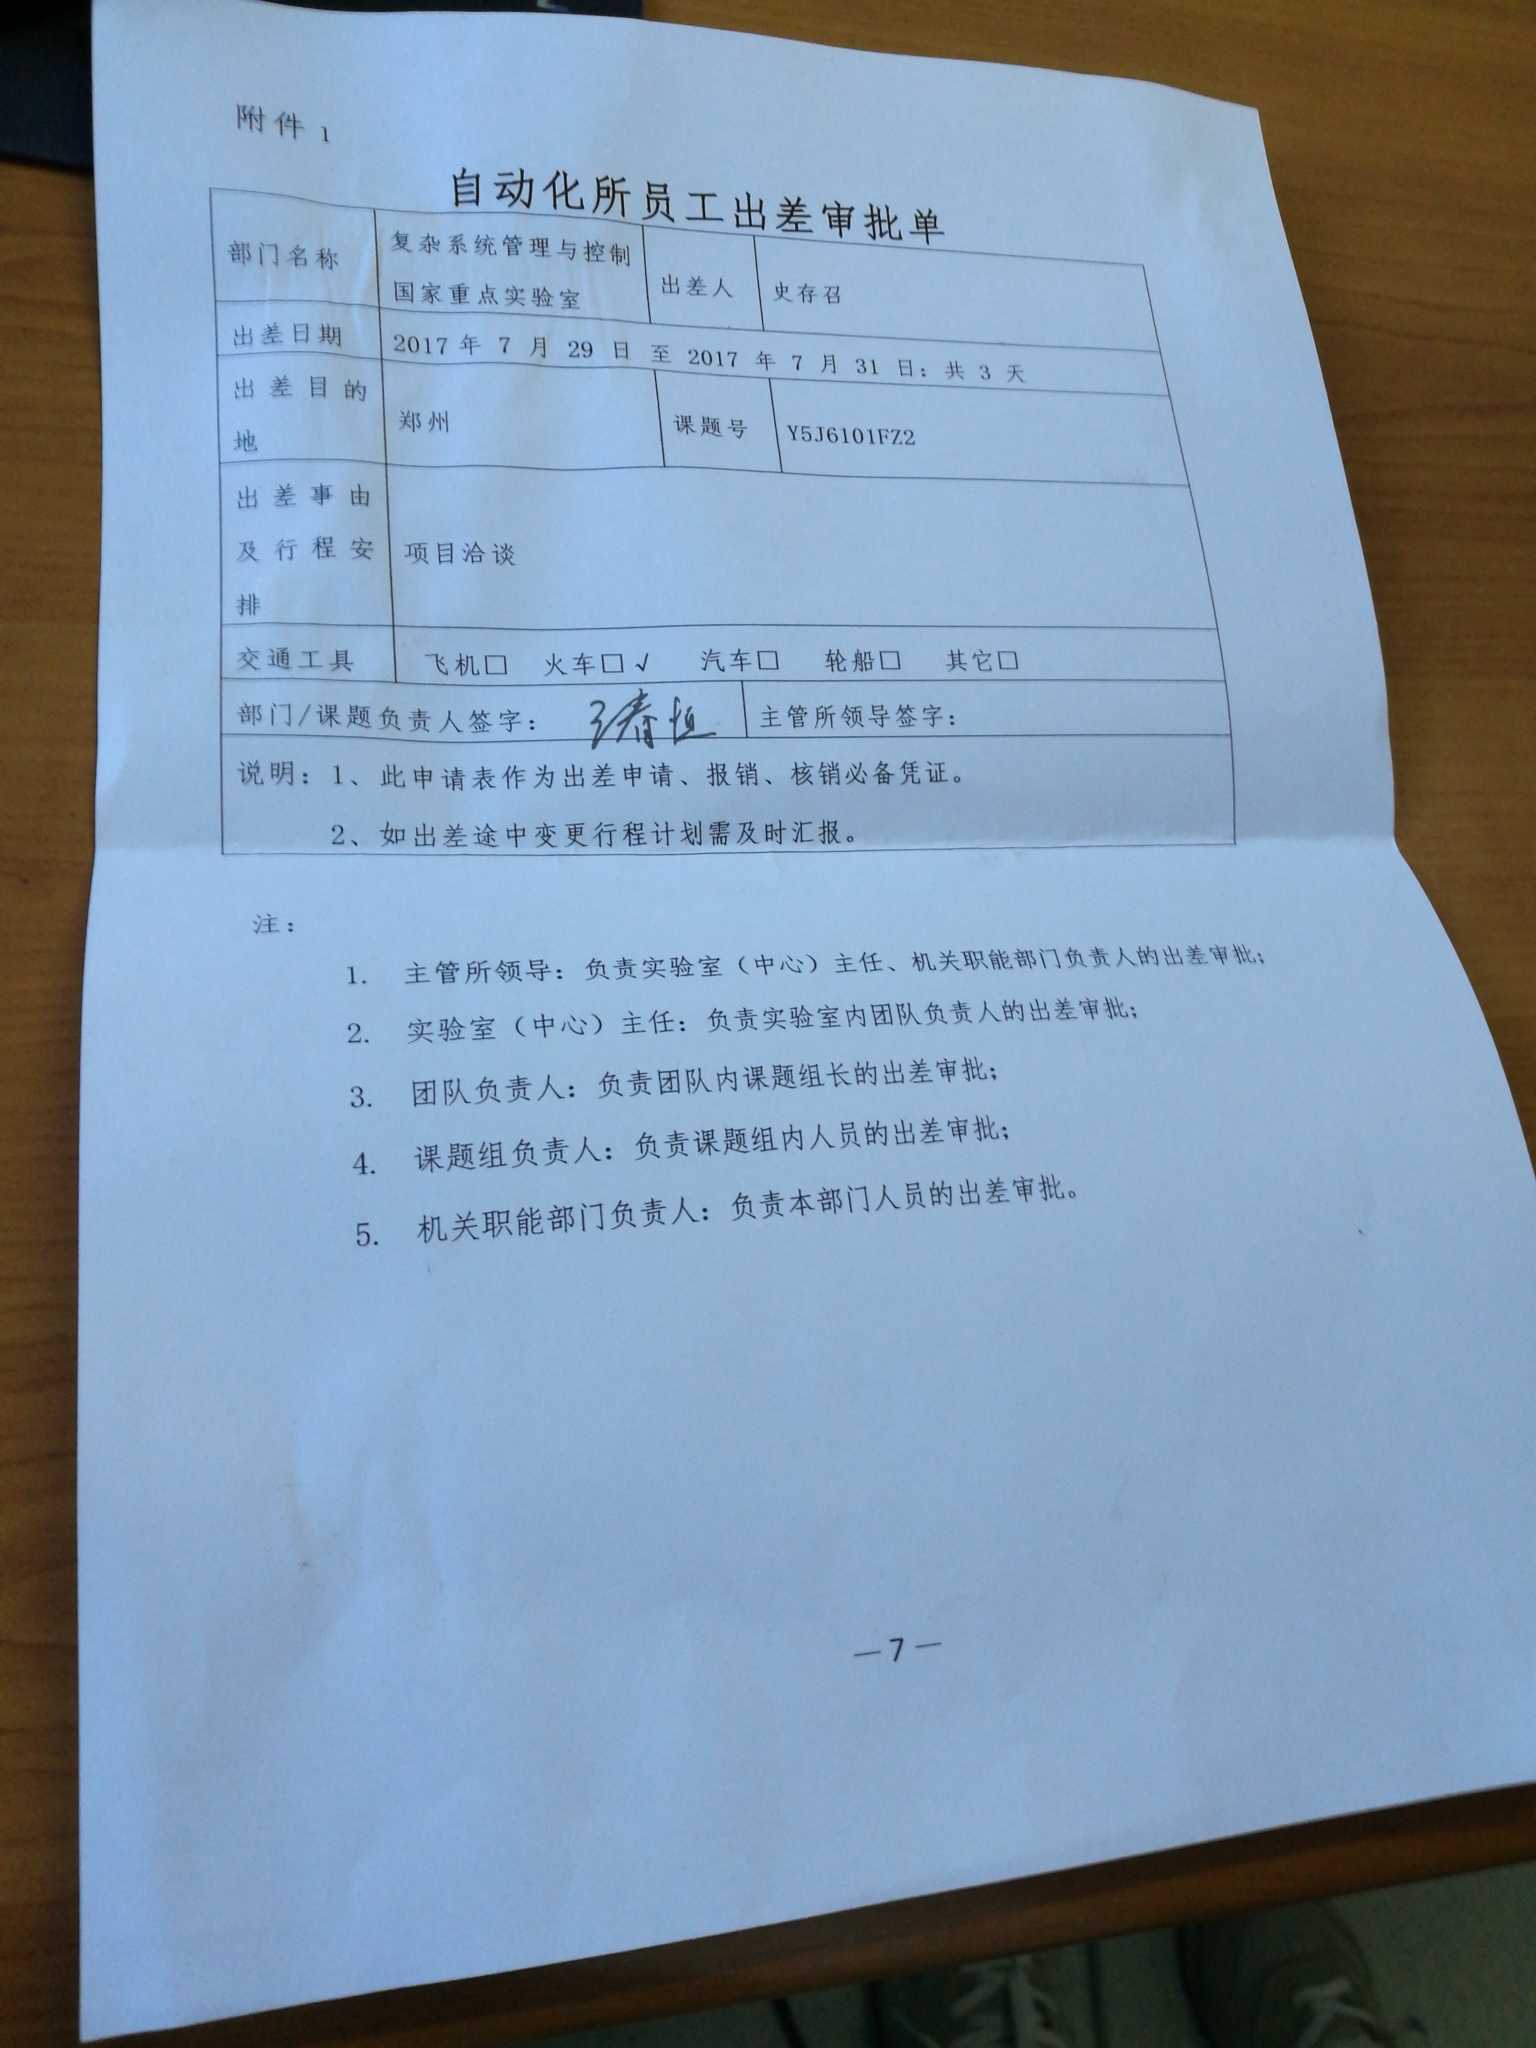 附件 1
自动化所员工出差审批单
部门名称
复杂系统管理与控制
国家重点实验室
出差人
史存召
出差日期
2017 年 7 月 29 日 至 2017 年 7 月 31 日：共 3 天
出差目的
地
郑州
课题号
Y5J6101FZ2
出差事由
及行程安
排
项目洽谈
交通工具
飞机□ 火车□√ 汽车□ 轮船□ 其它□
部门/课题负责人签字： 春恒
主管所领导签字：
说明：1、此申请表作为出差申请、报销、核销必备凭证。
2、如出差途中变更行程计划需及时汇报。
注：
1. 主管所领导：负责实验室（中心）主任、机关职能部门负责人的出差审批；
2. 实验室（中心）主任：负责实验室内团队负责人的出差审批；
3. 团队负责人：负责团队内课题组长的出差审批；
4. 课题组负责人：负责课题组内人员的出差审批；
5. 机关职能部门负责人：负责本部门人员的出差审批。
—7—